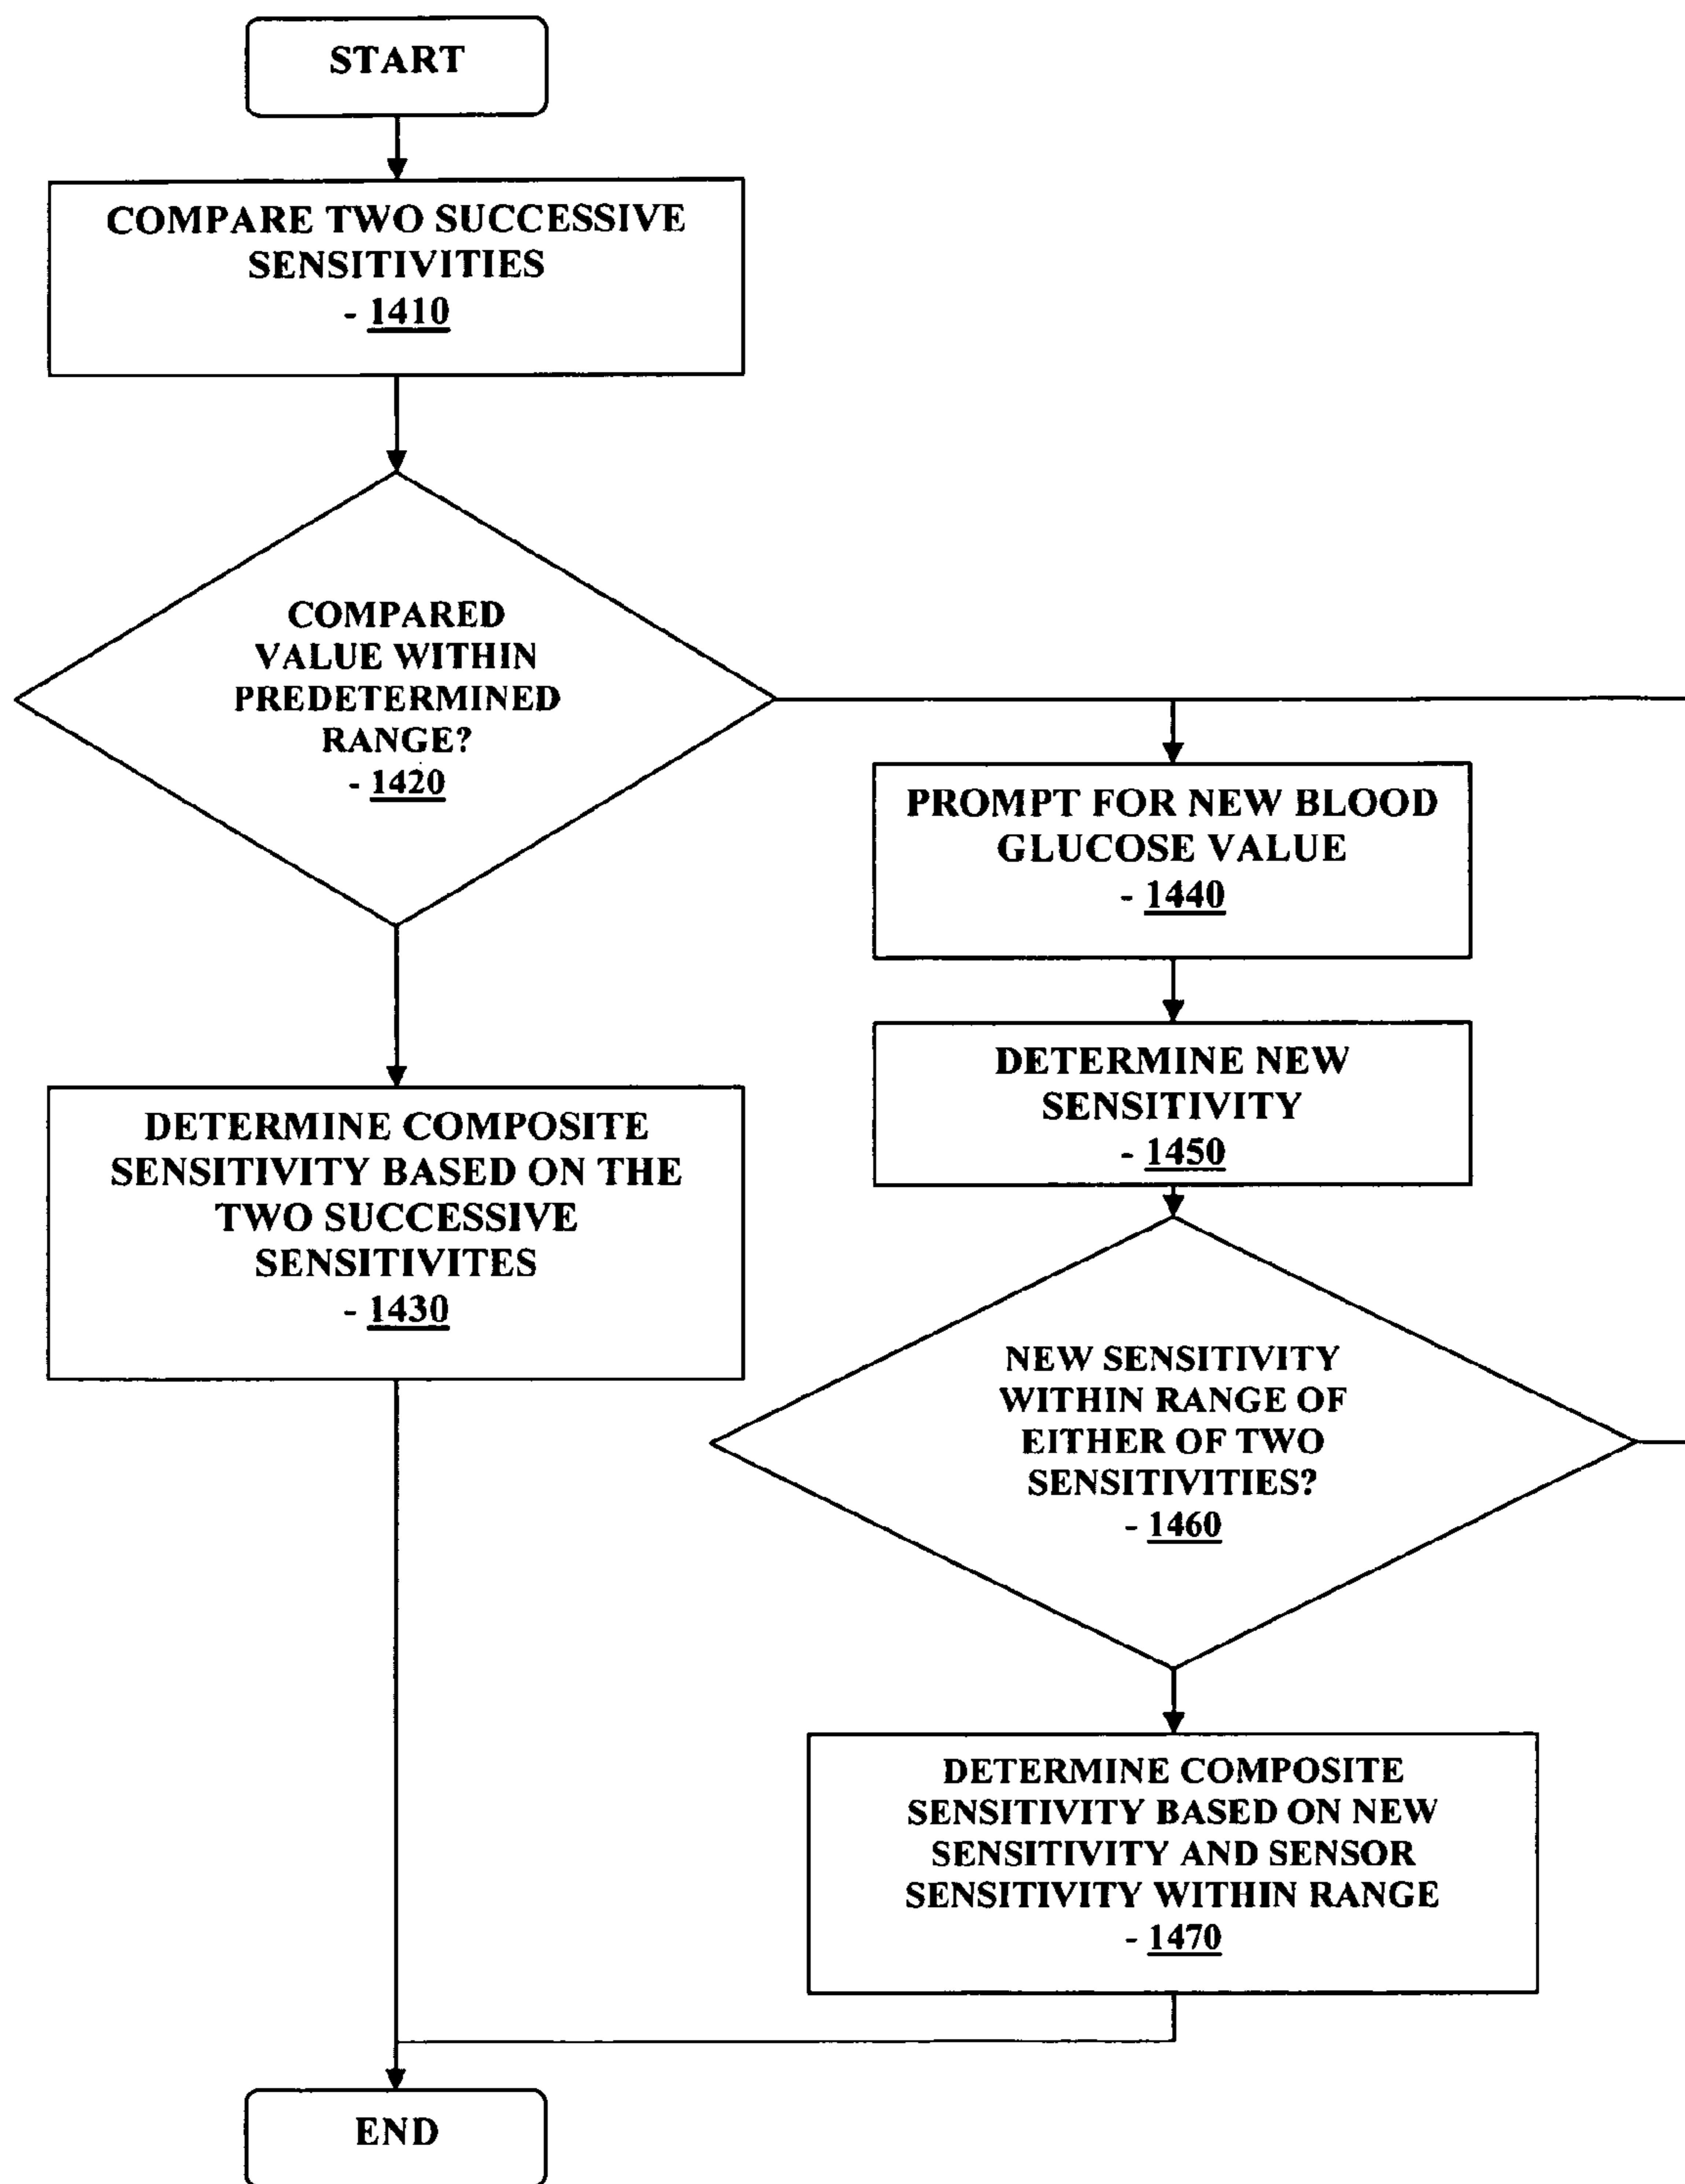 START
COMPARE TWO SUCCESSIVE
SENSITIVITIES
- 1410
COMPARED
VALUE WITHIN
PREDETERMINED
RANGE?
- 1420
DETERMINE COMPOSITE
SENSITIVITY BASED ON THE
TWO SUCCESSIVE
SENSITIVITES
- 1430
PROMPT FOR NEW BLOOD
GLUCOSE VALUE
- 1440
DETERMINE NEW
SENSITIVITY
- 1450
NEW SENSITIVITY
WITHIN RANGE OF
EITHER OF TWO
SENSITIVITIES?
- 1460
DETERMINE COMPOSITE
SENSITIVITY BASED ON NEW
SENSITIVITY AND SENSOR
SENSITIVITY WITHIN RANGE
- 1470
END